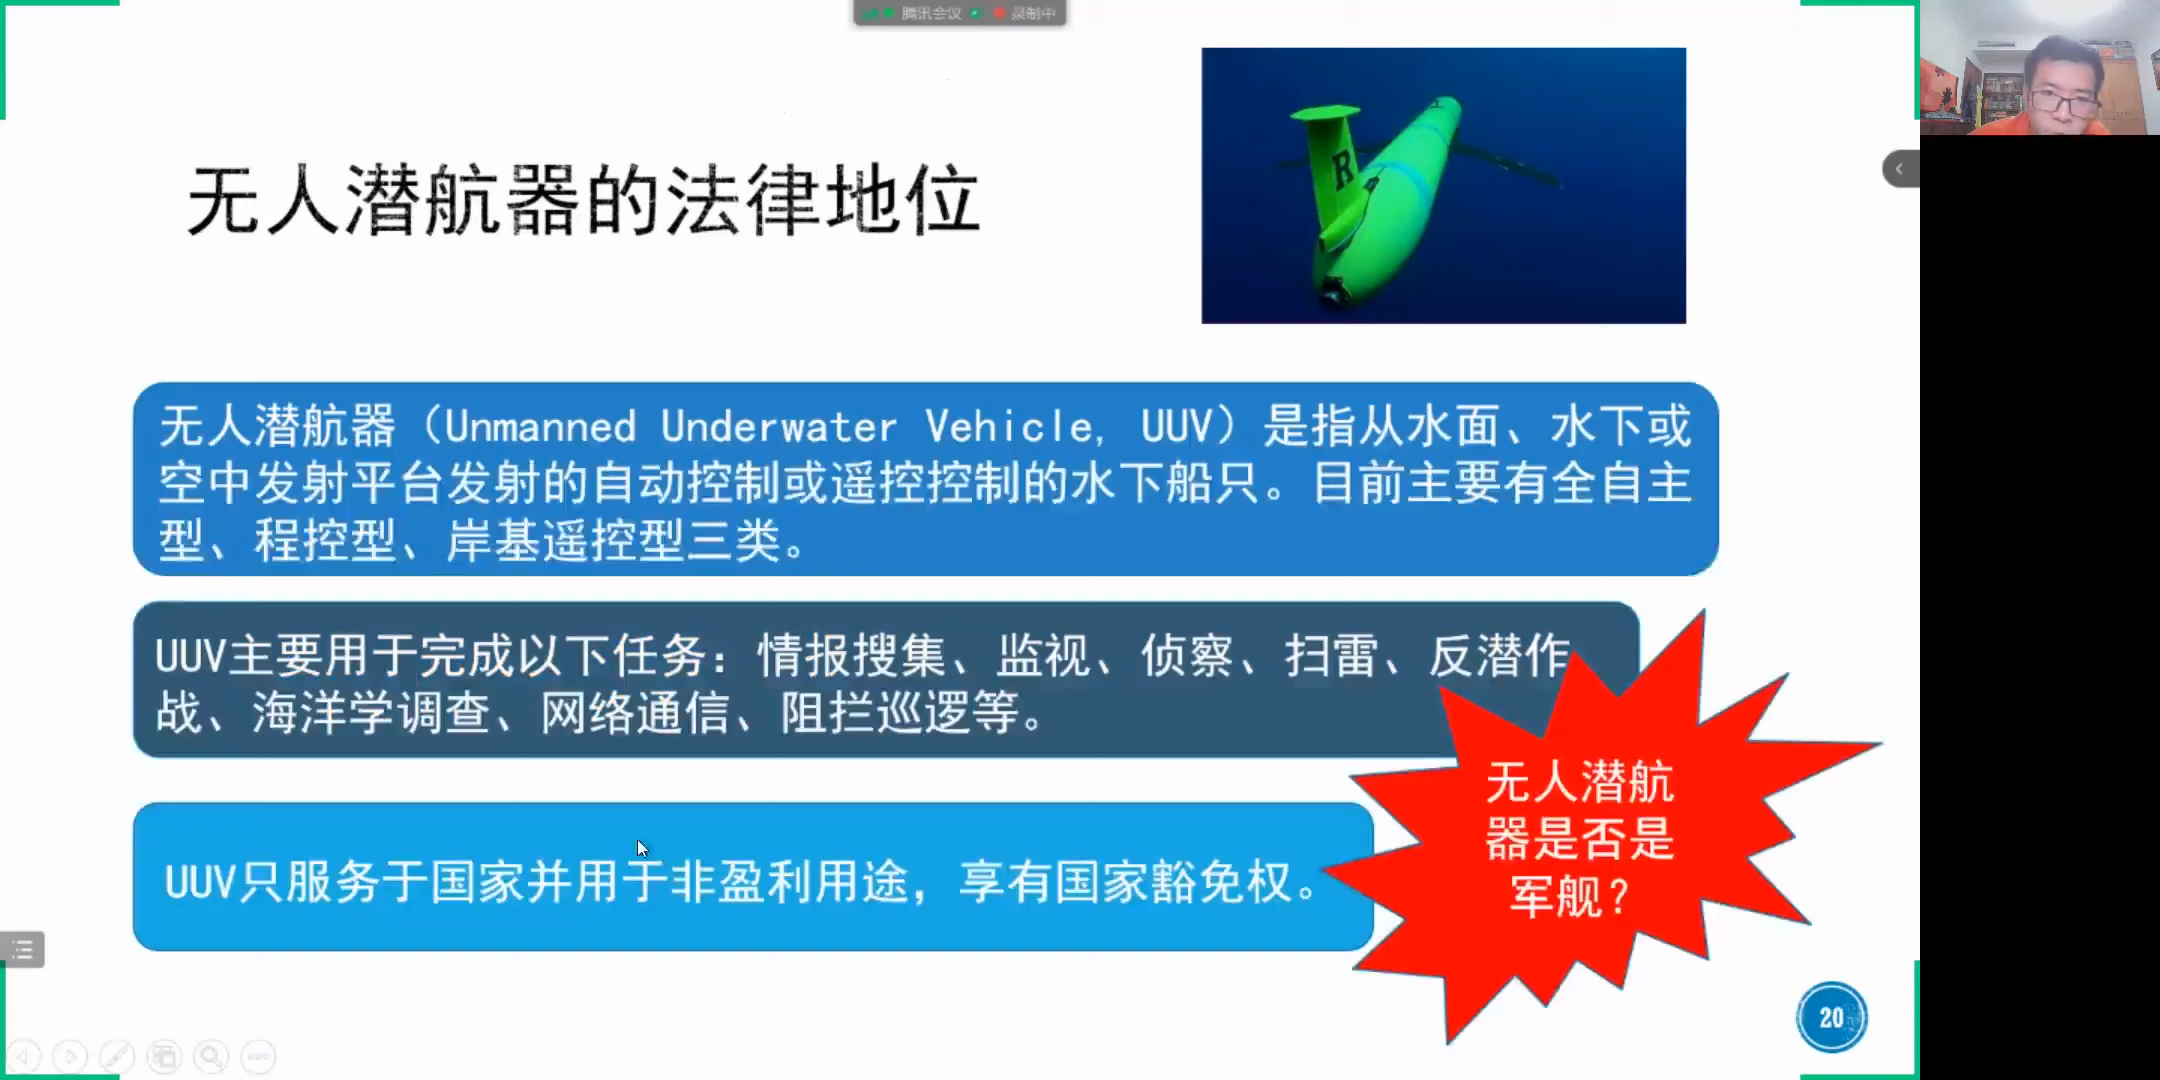 腾讯会议 录制中
无人潜航器的法律地位
R
无人潜航器（Unmanned Underwater Vehicle, UUV）是指从水面、水下或
空中发射平台发射的自动控制或遥控控制的水下船只。目前主要有全自主
型、程控型、岸基遥控型三类。
UUV主要用于完成以下任务：情报搜集、监视、侦察、扫雷、反潜作
战、海洋学调查、网络通信、阻拦巡逻等。
UUV只服务于国家并用于非盈利用途，享有国家豁免权。
无人潜航
器是否是
军舰？
20